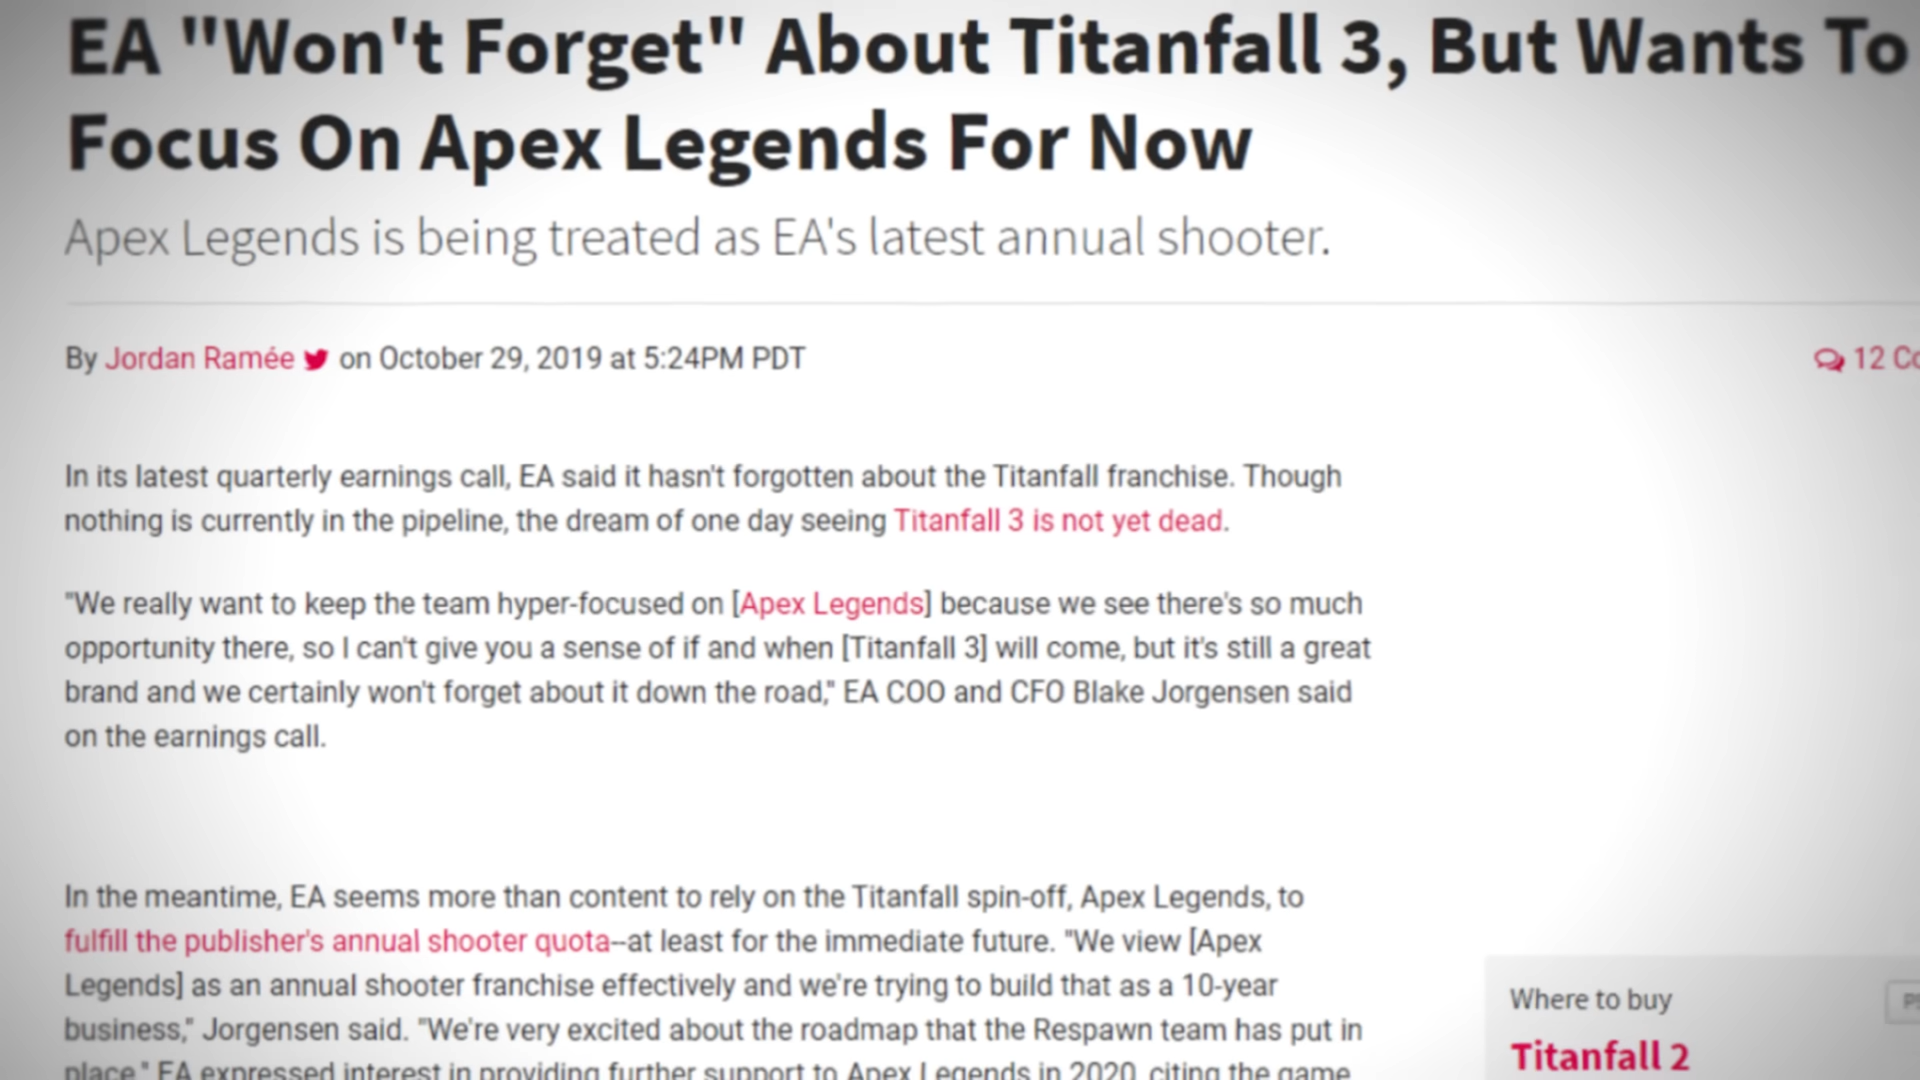 EA "Won't Forget" About Titanfall 3, But Wants To
Focus On Apex Legends For Now
Apex Legends is being treated as EA's latest annual shooter.
By Jordan Ramée on October 29, 2019 at 5:24PM PDT
12 Co
In its latest quarterly earnings call, EA said it hasn't forgotten about the Titanfall franchise. Though
nothing is currently in the pipeline, the dream of one day seeing Titanfall 3 is not yet dead.
"We really want to keep the team hyper-focused on [Apex Legends] because we see there's so much
opportunity there, so I can't give you a sense of if and when [Titanfall 3] will come, but it's still a great
brand and we certainly won't forget about it down the road," EA COO and CFO Blake Jorgensen said
on the earnings call.
In the meantime, EA seems more than content to rely on the Titanfall spin-off, Apex Legends, to
fulfill the publisher's annual shooter quota--at least for the immediate future. "We view [Apex
Legends] as an annual shooter franchise effectively and we're trying to build that as a 10-year
business," Jorgensen said. "We're very excited about the roadmap that the Respawn team has put in
place." EA expressed interest in providing further support to Apex Legends in 2020, citing the game
Where to buy
Titanfall 2